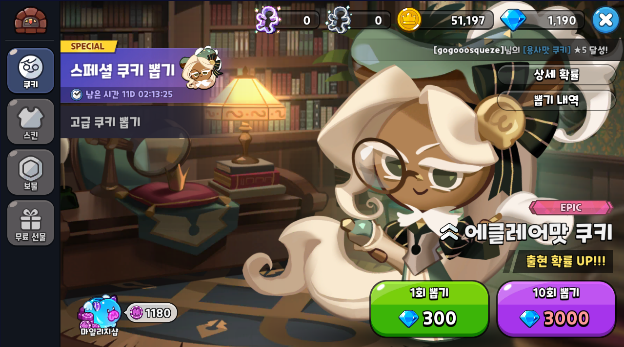 0
0
51,197
1,190
[gogooosqueze]님의 [용사맛 쿠키] ★5 달성!
SPECIAL
스페셜 쿠키 뽑기
남은 시간 11D 02:13:25
고급 쿠키 뽑기
쿠키
스킨
보물
무료 선물
상세 확률
뽑기 내역
EPIC
에클레어맛 쿠키
출현 확률 UP!!!
마일리지샵
1180
1회 뽑기
300
10회 뽑기
3000